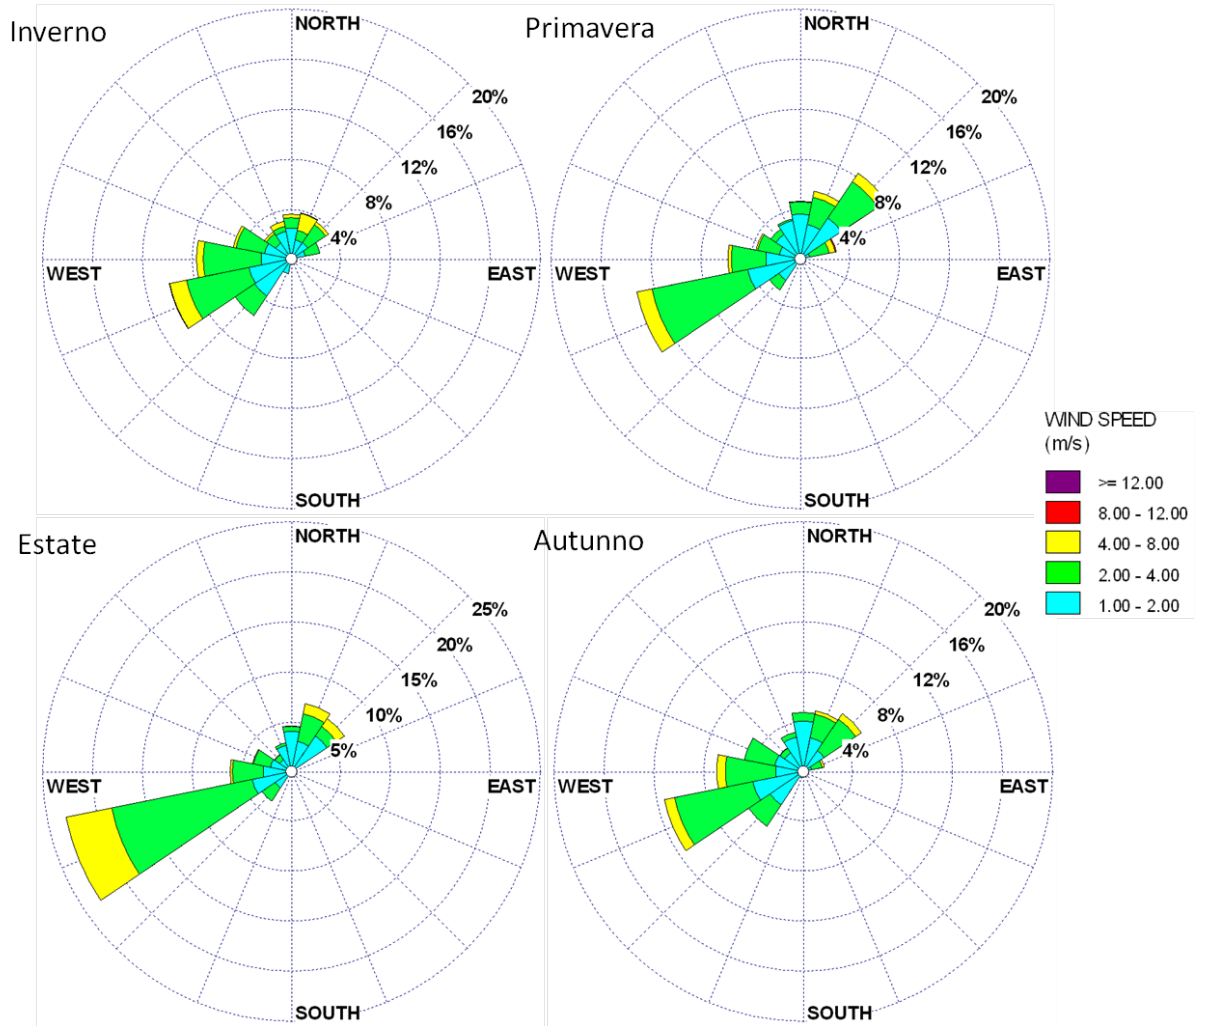 Inverno
NORTH
20%
16%
12%
8%
4%
WEST
EAST
SOUTH
Primavera
NORTH
20%
16%
12%
8%
4%
WEST
EAST
SOUTH
WIND SPEED
(m/s)
>= 12.00
8.00 - 12.00
4.00 - 8.00
2.00 - 4.00
1.00 - 2.00
Estate
NORTH
25%
20%
15%
10%
5%
WEST
EAST
SOUTH
Autunno
NORTH
20%
16%
12%
8%
4%
WEST
EAST
SOUTH